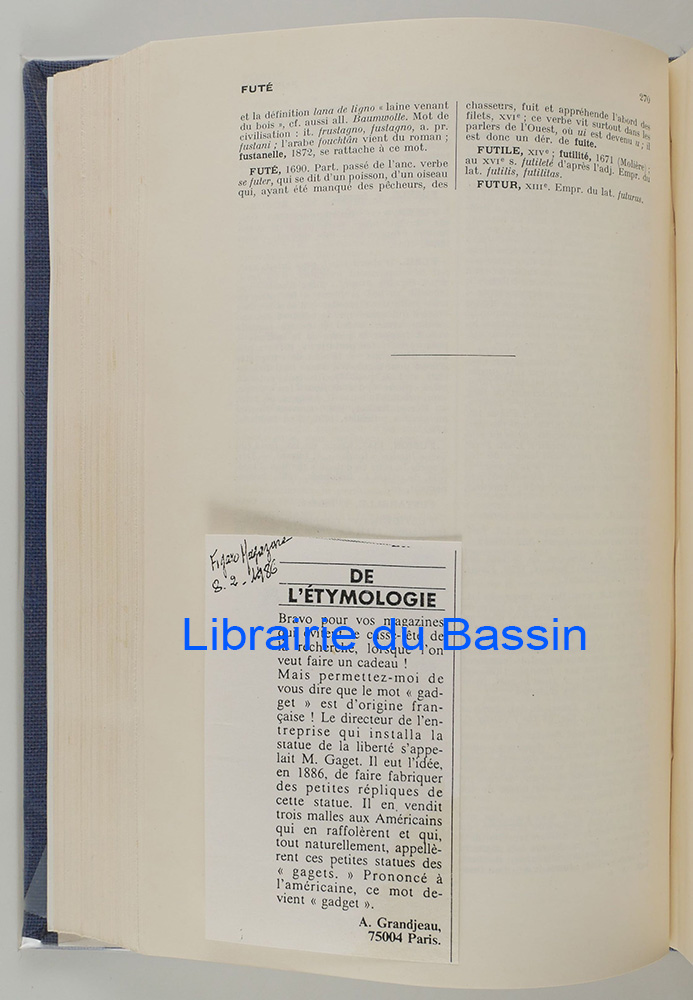 FUTÉ
270
et la définition lana de ligno « laine venant
du bois », cf. aussi all. Baumwolle. Mot de
civilisation : it. frustagno, fustagno, a. pr.
fustani ; l'arabe fouchtân vient du roman ;
fustanelle, 1872, se rattache à ce mot.
FUTÉ, 1690. Part. passé de l'anc. verbe
se futer, qui se dit d'un poisson, d'un oiseau
qui, ayant été manqué des pêcheurs, des
chasseurs, fuit et appréhende l'abord des
filets, XVIe ; ce verbe vit surtout dans les
parlers de l'Ouest, où ui est devenu u ; il
est donc un dér. de fuite.
FUTILE, XIVe ; futilité, 1671 (Molière) ;
au XVIe s. futileté d'après l'adj. Empr. du
lat. futilis, futilitas.
FUTUR, XIIIe. Empr. du lat. futurus.
Figaro Magazine
8.2-1986
DE
L'ÉTYMOLOGIE
Bravo pour vos magazines
qui évitent le casse-tête de
la recherche, lorsque l'on
veut faire un cadeau !
Mais permettez-moi de
vous dire que le mot « gad-
get » est d'origine fran-
çaise ! Le directeur de l'en-
treprise qui installa la
statue de la liberté s'appe-
lait M. Gaget. Il eut l'idée,
en 1886, de faire fabriquer
des petites répliques de
cette statue. Il en vendit
trois malles aux Américains
qui en raffolèrent et qui,
tout naturellement, appellè-
rent ces petites statues des
« gagets. » Prononcé à
l'américaine, ce mot de-
vient « gadget ».
A. Grandjeau,
75004 Paris.
Librairie du Bassin